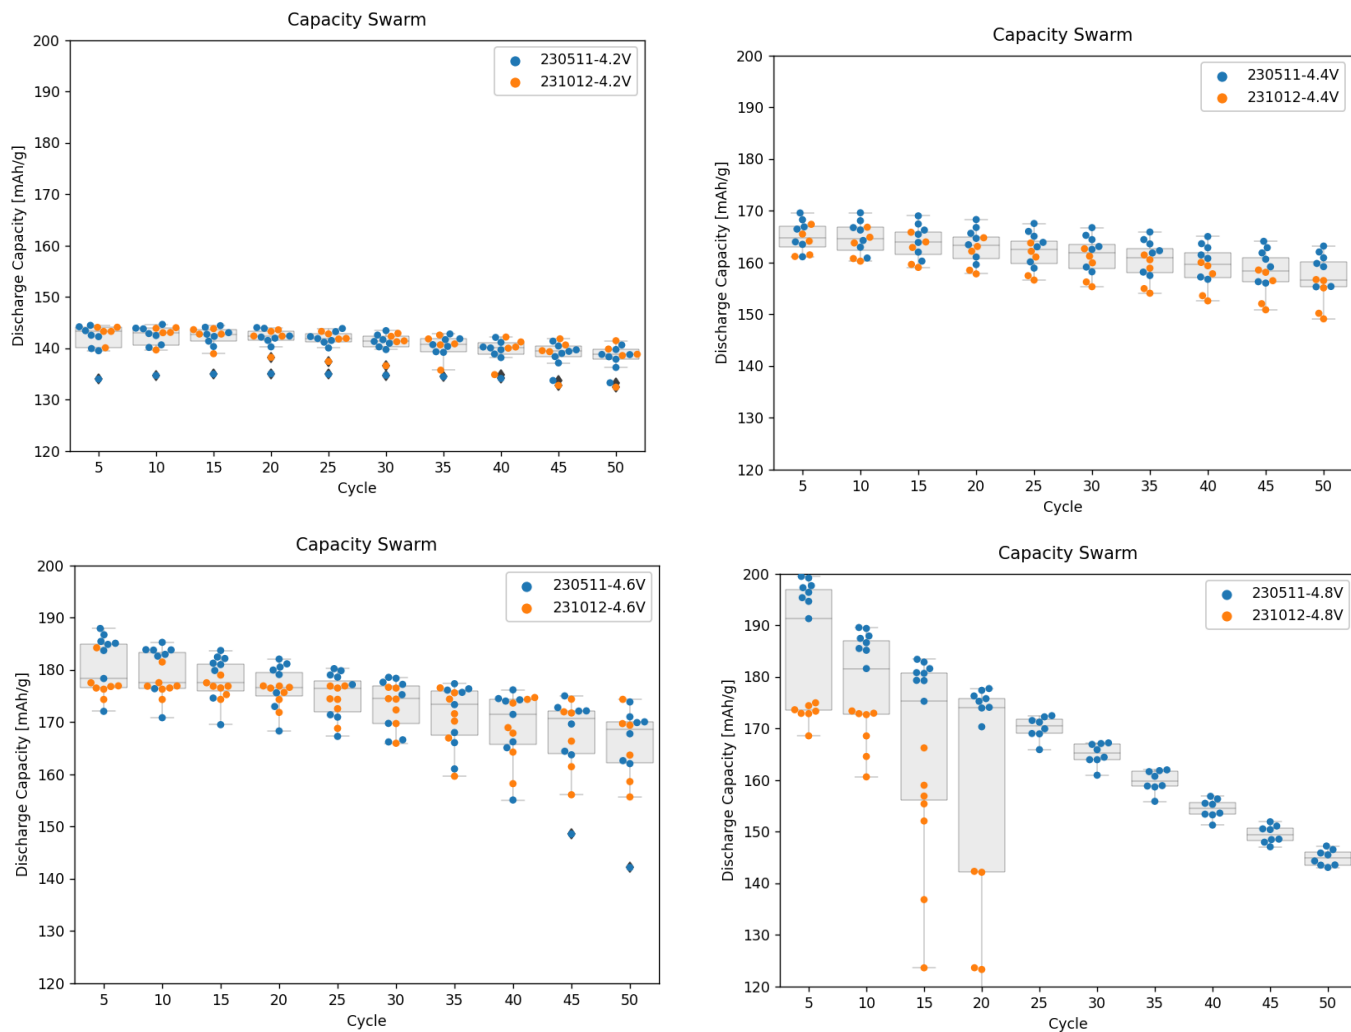 Capacity Swarm
230511-4.2V
231012-4.2V
Discharge Capacity [mAh/g]
200
190
180
170
160
150
140
130
120
5 10 15 20 25 30 35 40 45 50
Cycle
Capacity Swarm
230511-4.4V
231012-4.4V
Discharge Capacity [mAh/g]
200
190
180
170
160
150
140
130
120
5 10 15 20 25 30 35 40 45 50
Cycle
Capacity Swarm
230511-4.6V
231012-4.6V
Discharge Capacity [mAh/g]
200
190
180
170
160
150
140
130
120
5 10 15 20 25 30 35 40 45 50
Cycle
Capacity Swarm
230511-4.8V
231012-4.8V
Discharge Capacity [mAh/g]
200
190
180
170
160
150
140
130
120
5 10 15 20 25 30 35 40 45 50
Cycle